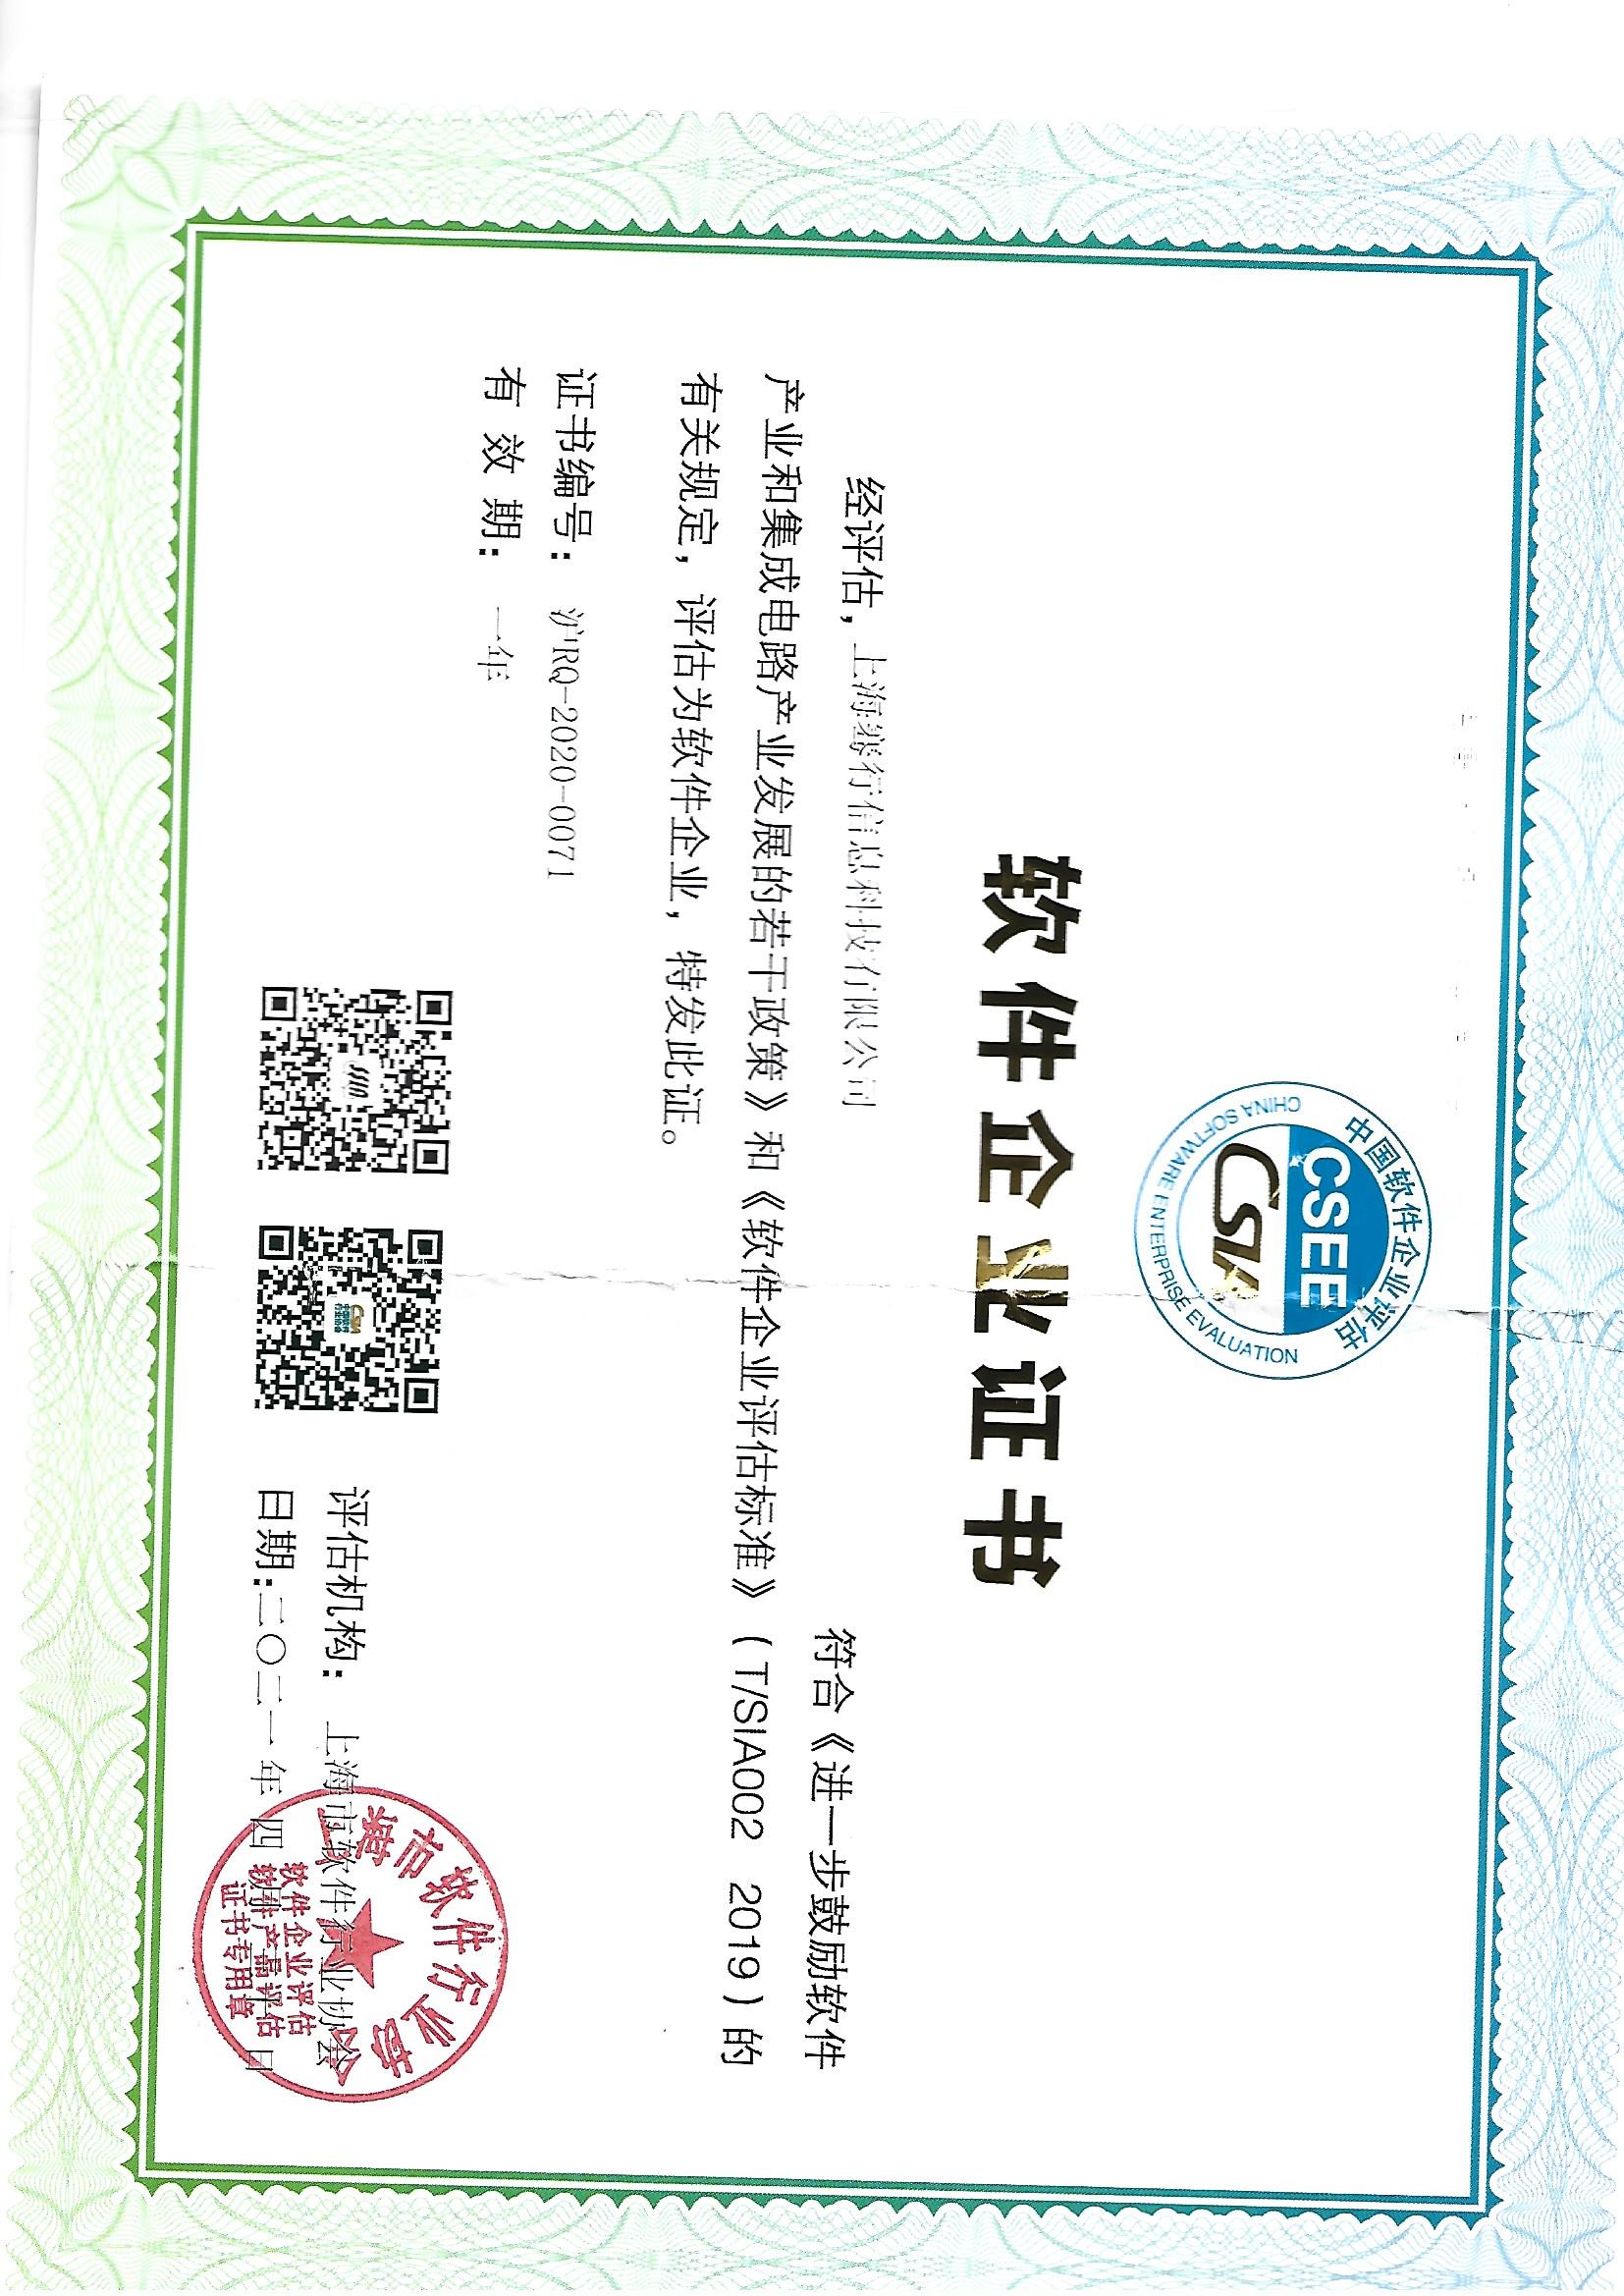 中国软件企业评估
CSEE
CSIA
CHINA SOFTWARE ENTERPRISE EVALUATION
软件企业证书
经评估，上海骞行信息科技有限公司 符合《进一步鼓励软件
产业和集成电路产业发展的若干政策》和《软件企业评估标准》（T/SIA002 2019）的
有关规定，评估为软件企业，特发此证。
证书编号： 沪RQ-2020-0071
有效期： 一年
评估机构： 上海市软件行业协会
日期：二〇二一年四 日
上海市软件行业协会
软件企业评估
软件产品评估
证书专用章